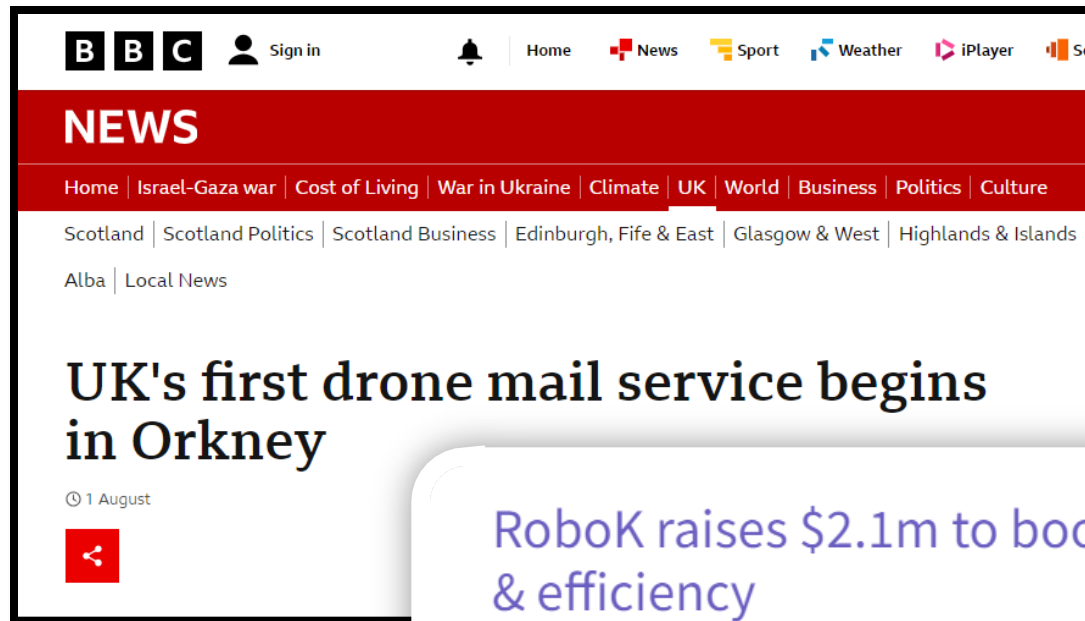 BBC Sign in Home News Sport Weather iPlayer
NEWS
Home Israel-Gaza war Cost of Living War in Ukraine Climate UK World Business Politics Culture
Scotland Scotland Politics Scotland Business Edinburgh, Fife & East Glasgow & West Highlands & Islands
Alba Local News
UK's first drone mail service begins
in Orkney
1 August
RoboK raises $2.1m to
& efficiency